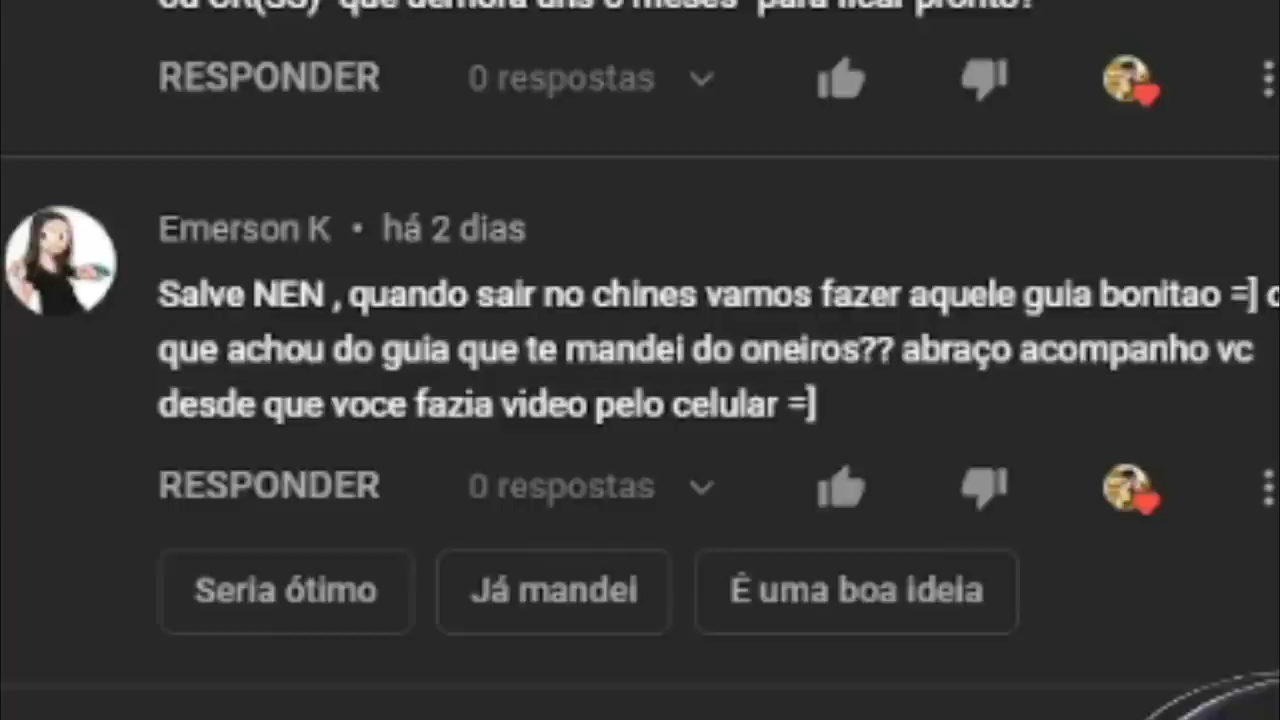 RESPONDER 0 respostas
Emerson K • há 2 dias
Salve NEN , quando sair no chines vamos fazer aquele guia bonitao =]
que achou do guia que te mandei do oneiros?? abraço acompanho vc
desde que voce fazia video pelo celular =]
RESPONDER 0 respostas
Seria ótimo Já mandei É uma boa ideia